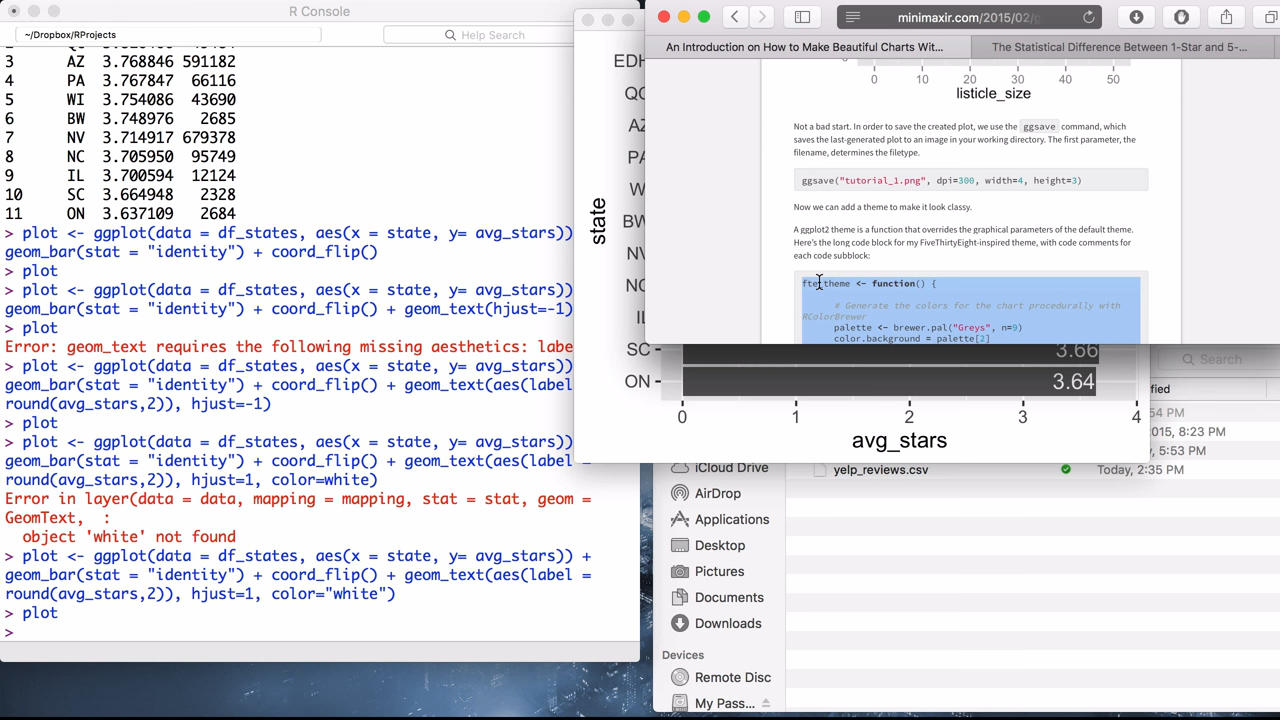 R Console
~/Dropbox/RProjects
Help Search
3 AZ 3.768846 591182
4 PA 3.767847 66116
5 WI 3.754086 43690
6 BW 3.748976 2685
7 NV 3.714917 679378
8 NC 3.705950 95749
9 IL 3.700594 12124
10 SC 3.664948 2328
11 ON 3.637109 2684
> plot <- ggplot(data = df_states, aes(x = state, y= avg_stars))
geom_bar(stat = "identity") + coord_flip()
> plot
> plot <- ggplot(data = df_states, aes(x = state, y= avg_stars))
geom_bar(stat = "identity") + coord_flip() + geom_text(hjust=-1)
> plot
Error: geom_text requires the following missing aesthetics: labe
> plot <- ggplot(data = df_states, aes(x = state, y= avg_stars))
geom_bar(stat = "identity") + coord_flip() + geom_text(aes(label
round(avg_stars,2)), hjust=-1)
> plot
> plot <- ggplot(data = df_states, aes(x = state, y= avg_stars))
geom_bar(stat = "identity") + coord_flip() + geom_text(aes(label
round(avg_stars,2)), hjust=1, color=white)
Error in layer(data = data, mapping = mapping, stat = stat, geom =
GeomText, :
object 'white' not found
> plot <- ggplot(data = df_states, aes(x = state, y= avg_stars)) +
geom_bar(stat = "identity") + coord_flip() + geom_text(aes(label =
round(avg_stars,2)), hjust=1, color="white")
> plot
>
EDH
QC
AZ
PA
W
BW
NV
NC
IL
SC
ON
state
3.66
3.64
0 1 2 3 4
avg_stars
minimaxir.com/2015/02/g
An Introduction on How to Make Beautiful Charts Wit...
The Statistical Difference Between 1-Star and 5-...
0 10 20 30 40 50
listicle_size
Not a bad start. In order to save the created plot, we use the ggsave command, which
saves the last-generated plot to an image in your working directory. The first parameter, the
filename, determines the filetype.
ggsave("tutorial_1.png", dpi=300, width=4, height=3)
Now we can add a theme to make it look classy.
A ggplot2 theme is a function that overrides the graphical parameters of the default theme.
Here's the long code block for my FiveThirtyEight-inspired theme, with code comments for
each code subblock:
fte_theme <- function() {
# Generate the colors for the chart procedurally with
RColorBrewer
palette <- brewer.pal("Greys", n=9)
color.background = palette[2]
Search
fied
54 PM
015, 8:23 PM
y, 5:53 PM
yelp_reviews.csv
Today, 2:35 PM
iCloud Drive
AirDrop
Applications
Desktop
Pictures
Documents
Downloads
Devices
Remote Disc
My Pass...